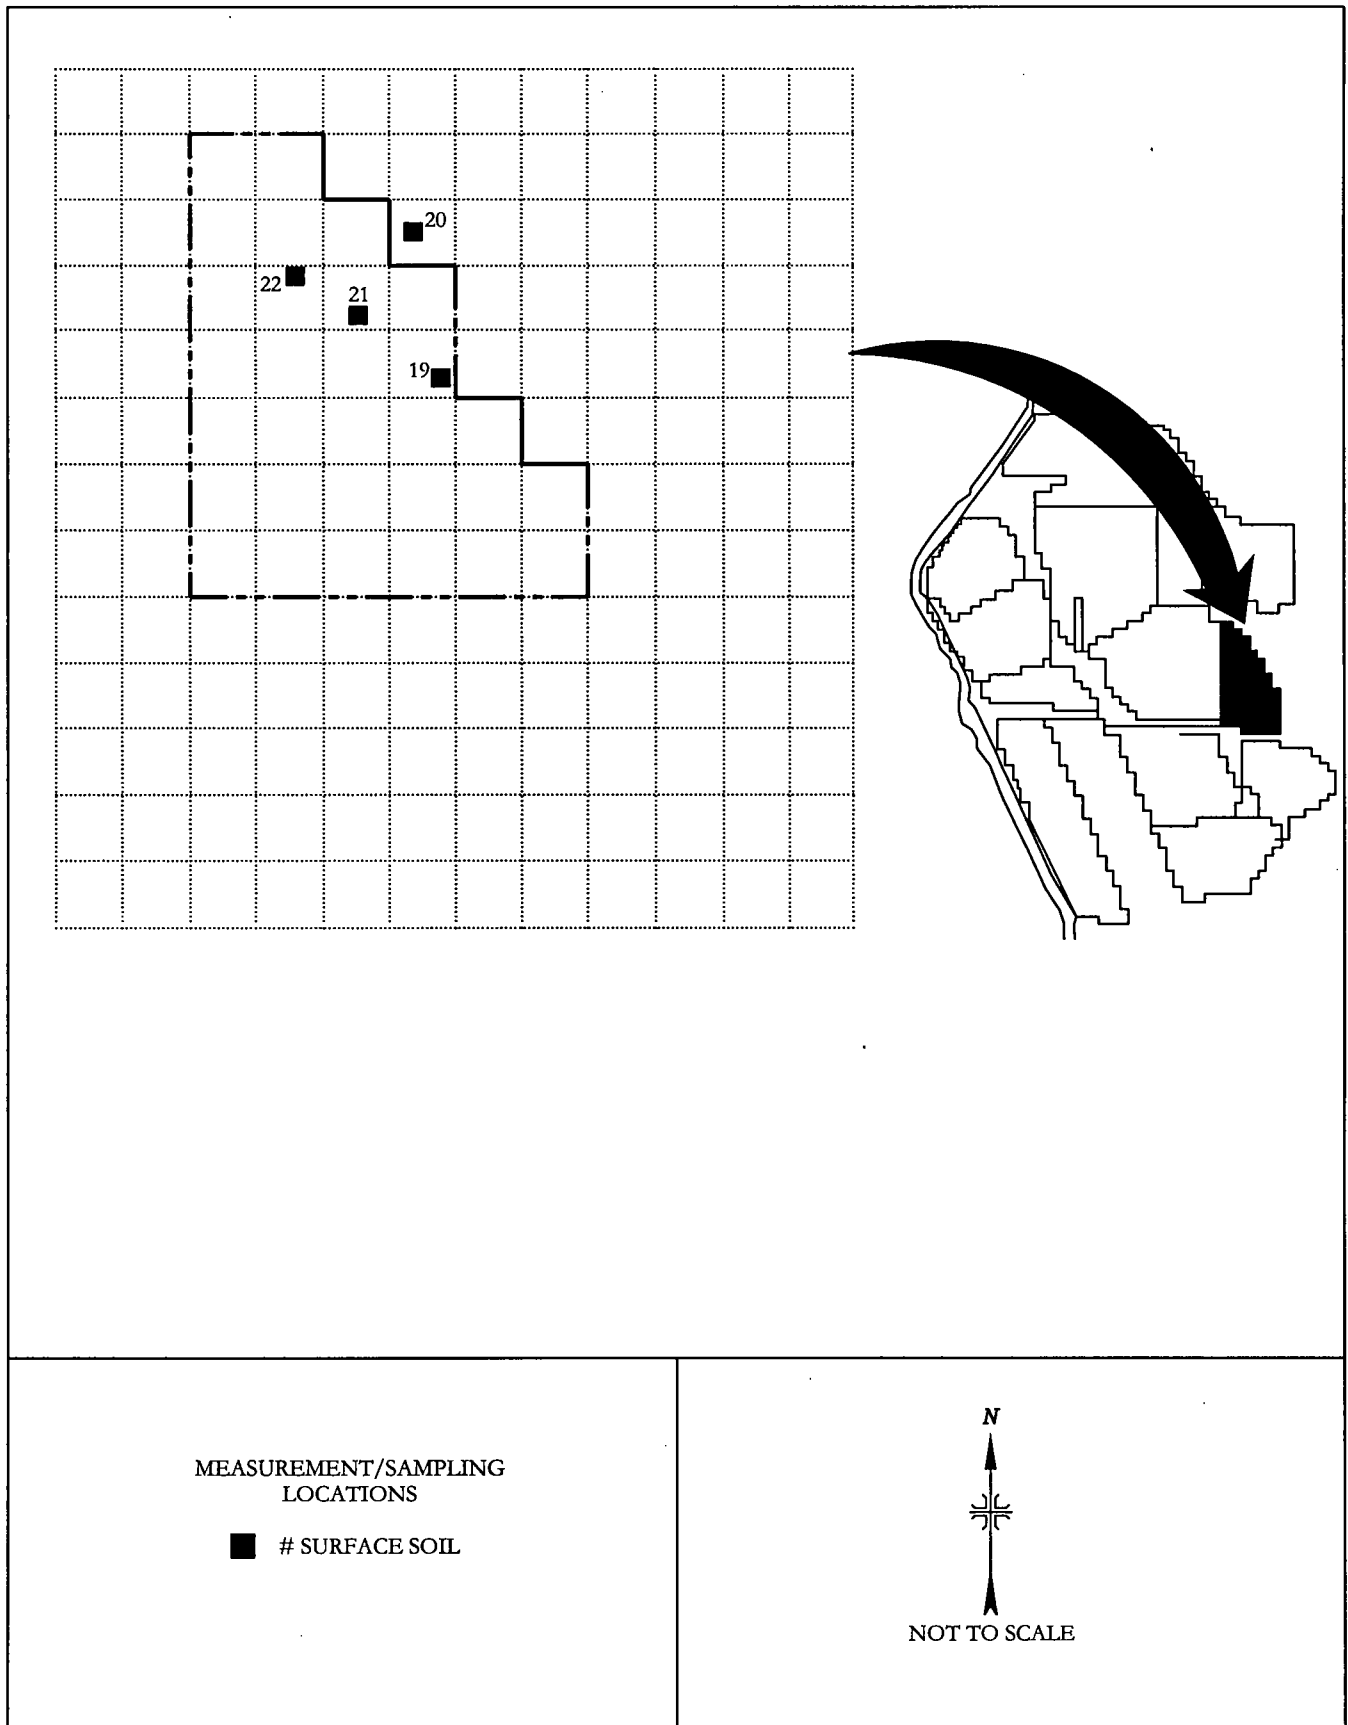 20
22
21
19
MEASUREMENT/SAMPLING
LOCATIONS
# SURFACE SOIL
N
NOT TO SCALE